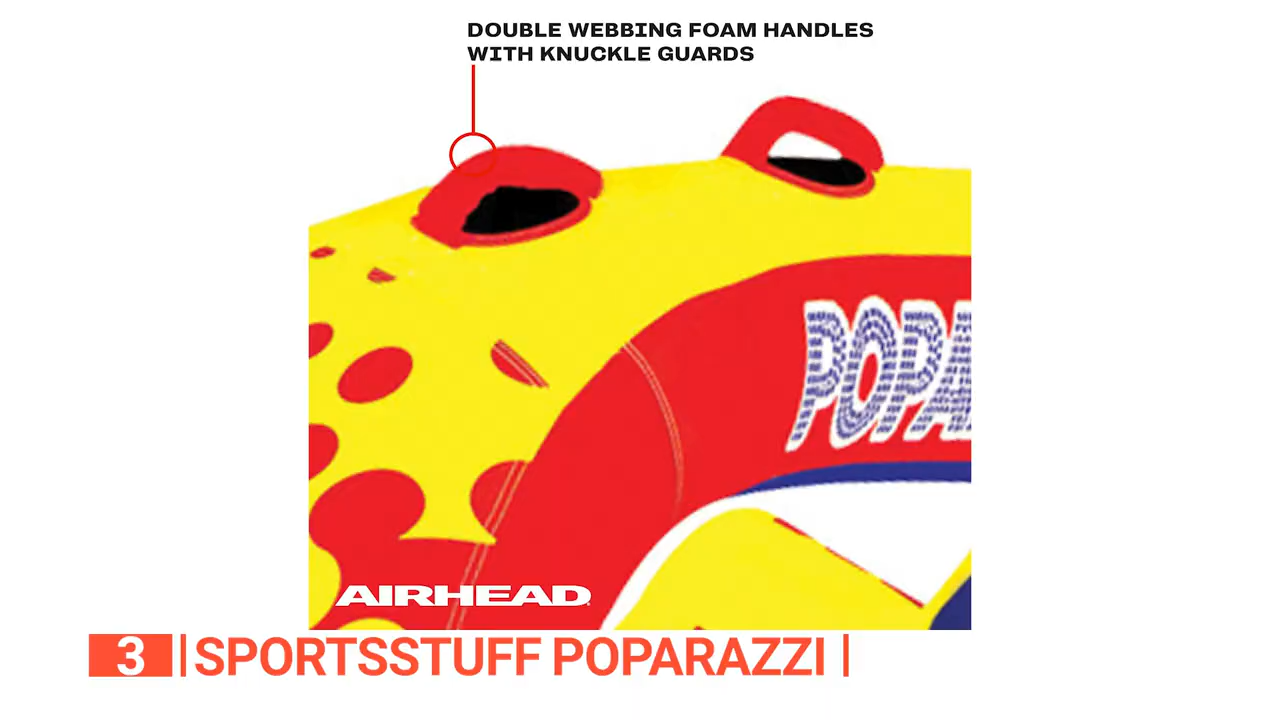 DOUBLE WEBBING FOAM HANDLES
WITH KNUCKLE GUARDS
AIRHEAD
3 | SPORTSSTUFF POPARAZZI |